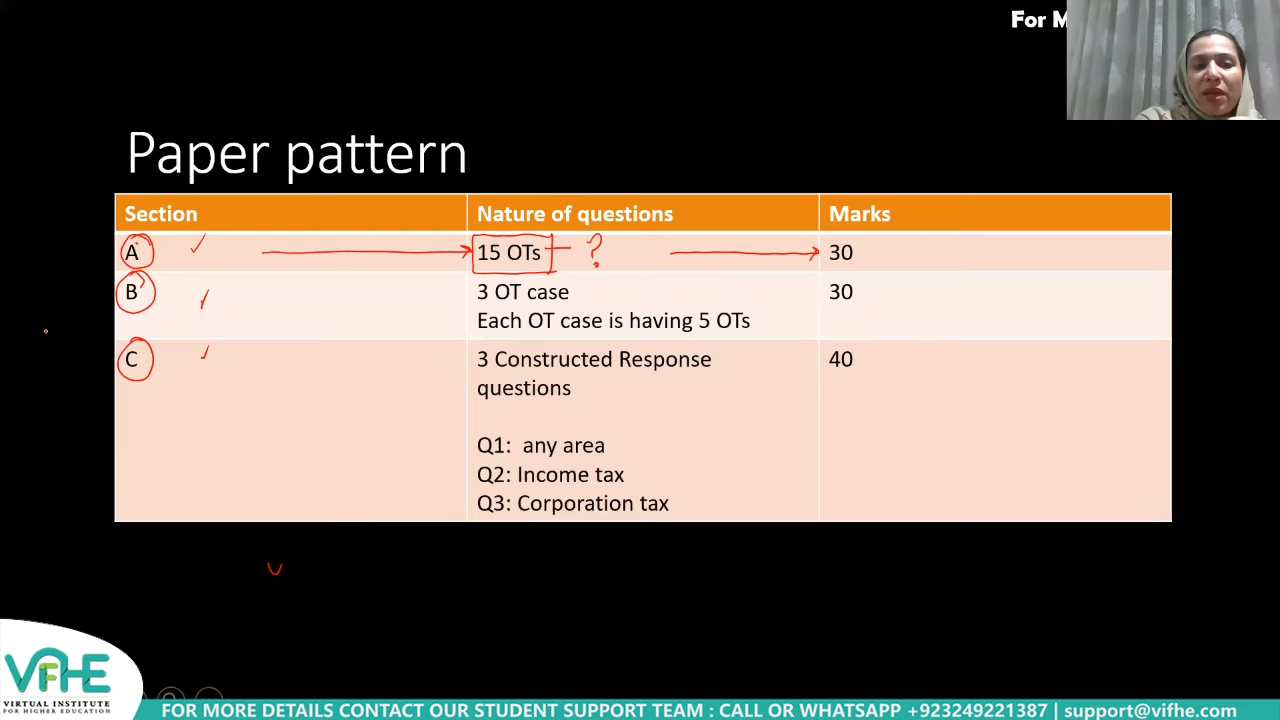 For M
Paper pattern
Section Nature of questions Marks
A 15 OTs ? 30
B 3 OT case 30
Each OT case is having 5 OTs
C 3 Constructed Response 40
questions
Q1: any area
Q2: Income tax
Q3: Corporation tax
VFHE
VIRTUAL INSTITUTE
FOR HIGHER EDUCATION
FOR MORE DETAILS CONTACT OUR STUDENT SUPPORT TEAM : CALL OR WHATSAPP +923249221387 | support@vifhe.com